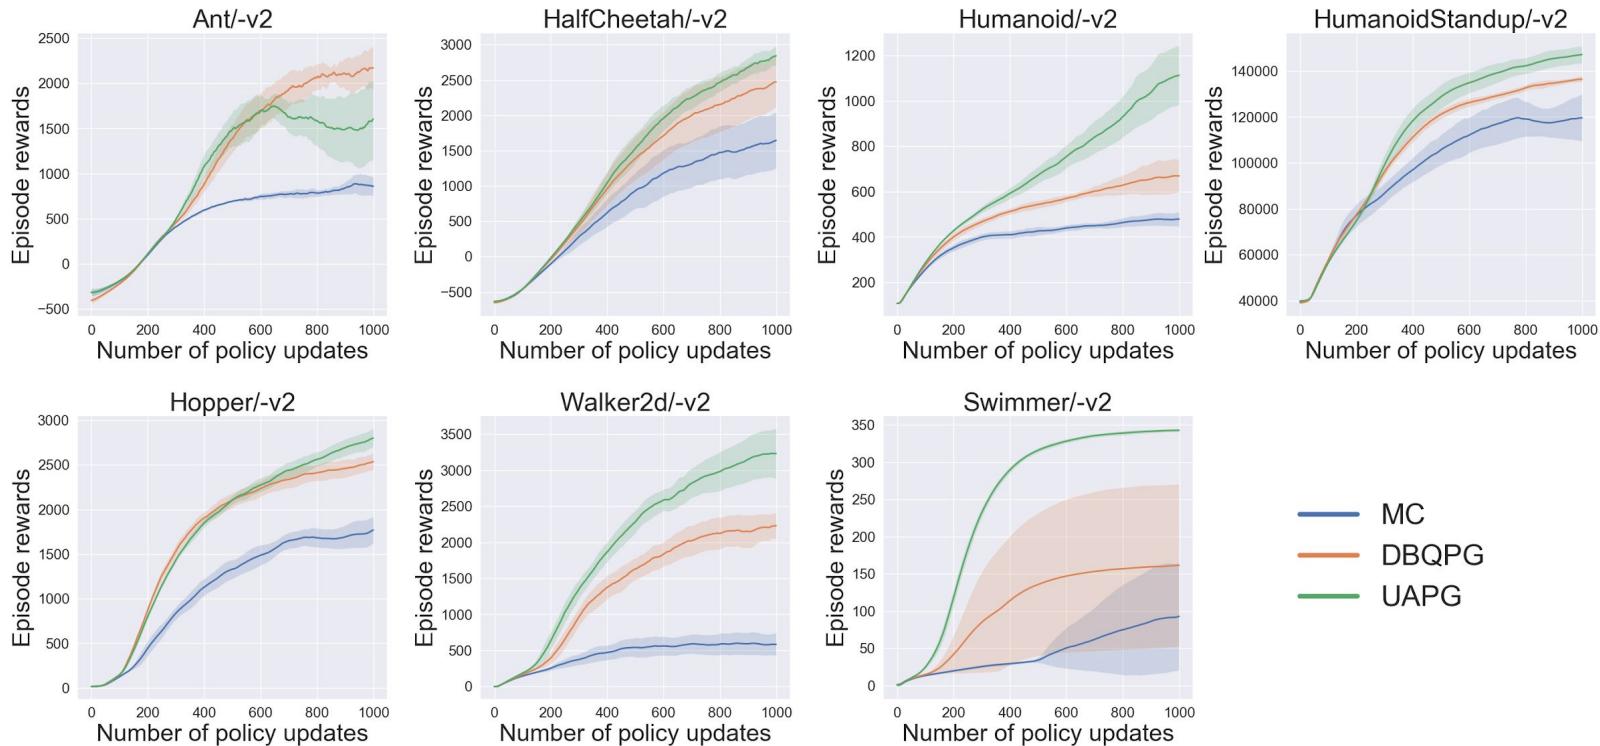 Ant/-v2
Episode rewards
2500
2000
1500
1000
500
0
−500
0 200 400 600 800 1000
Number of policy updates
HalfCheetah/-v2
Episode rewards
3000
2500
2000
1500
1000
500
0
−500
0 200 400 600 800 1000
Number of policy updates
Humanoid/-v2
Episode rewards
1200
1000
800
600
400
200
0 200 400 600 800 1000
Number of policy updates
HumanoidStandup/-v2
Episode rewards
140000
120000
100000
80000
60000
40000
0 200 400 600 800 1000
Number of policy updates
Hopper/-v2
Episode rewards
3000
2500
2000
1500
1000
500
0
0 200 400 600 800 1000
Number of policy updates
Walker2d/-v2
Episode rewards
3500
3000
2500
2000
1500
1000
500
0
0 200 400 600 800 1000
Number of policy updates
Swimmer/-v2
Episode rewards
350
300
250
200
150
100
50
0
0 200 400 600 800 1000
Number of policy updates
MC
DBQPG
UAPG